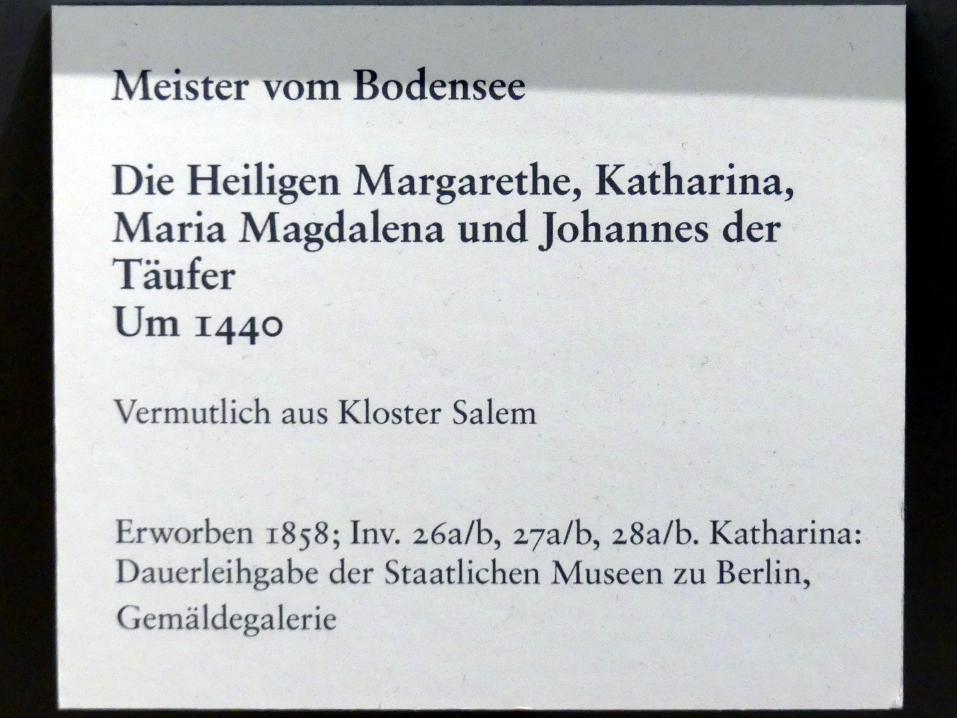 Meister vom Bodensee
Die Heiligen Margarethe, Katharina,
Maria Magdalena und Johannes der
Täufer
Um 1440
Vermutlich aus Kloster Salem
Erworben 1858; Inv. 26a/b, 27a/b, 28a/b. Katharina:
Dauerleihgabe der Staatlichen Museen zu Berlin,
Gemäldegalerie